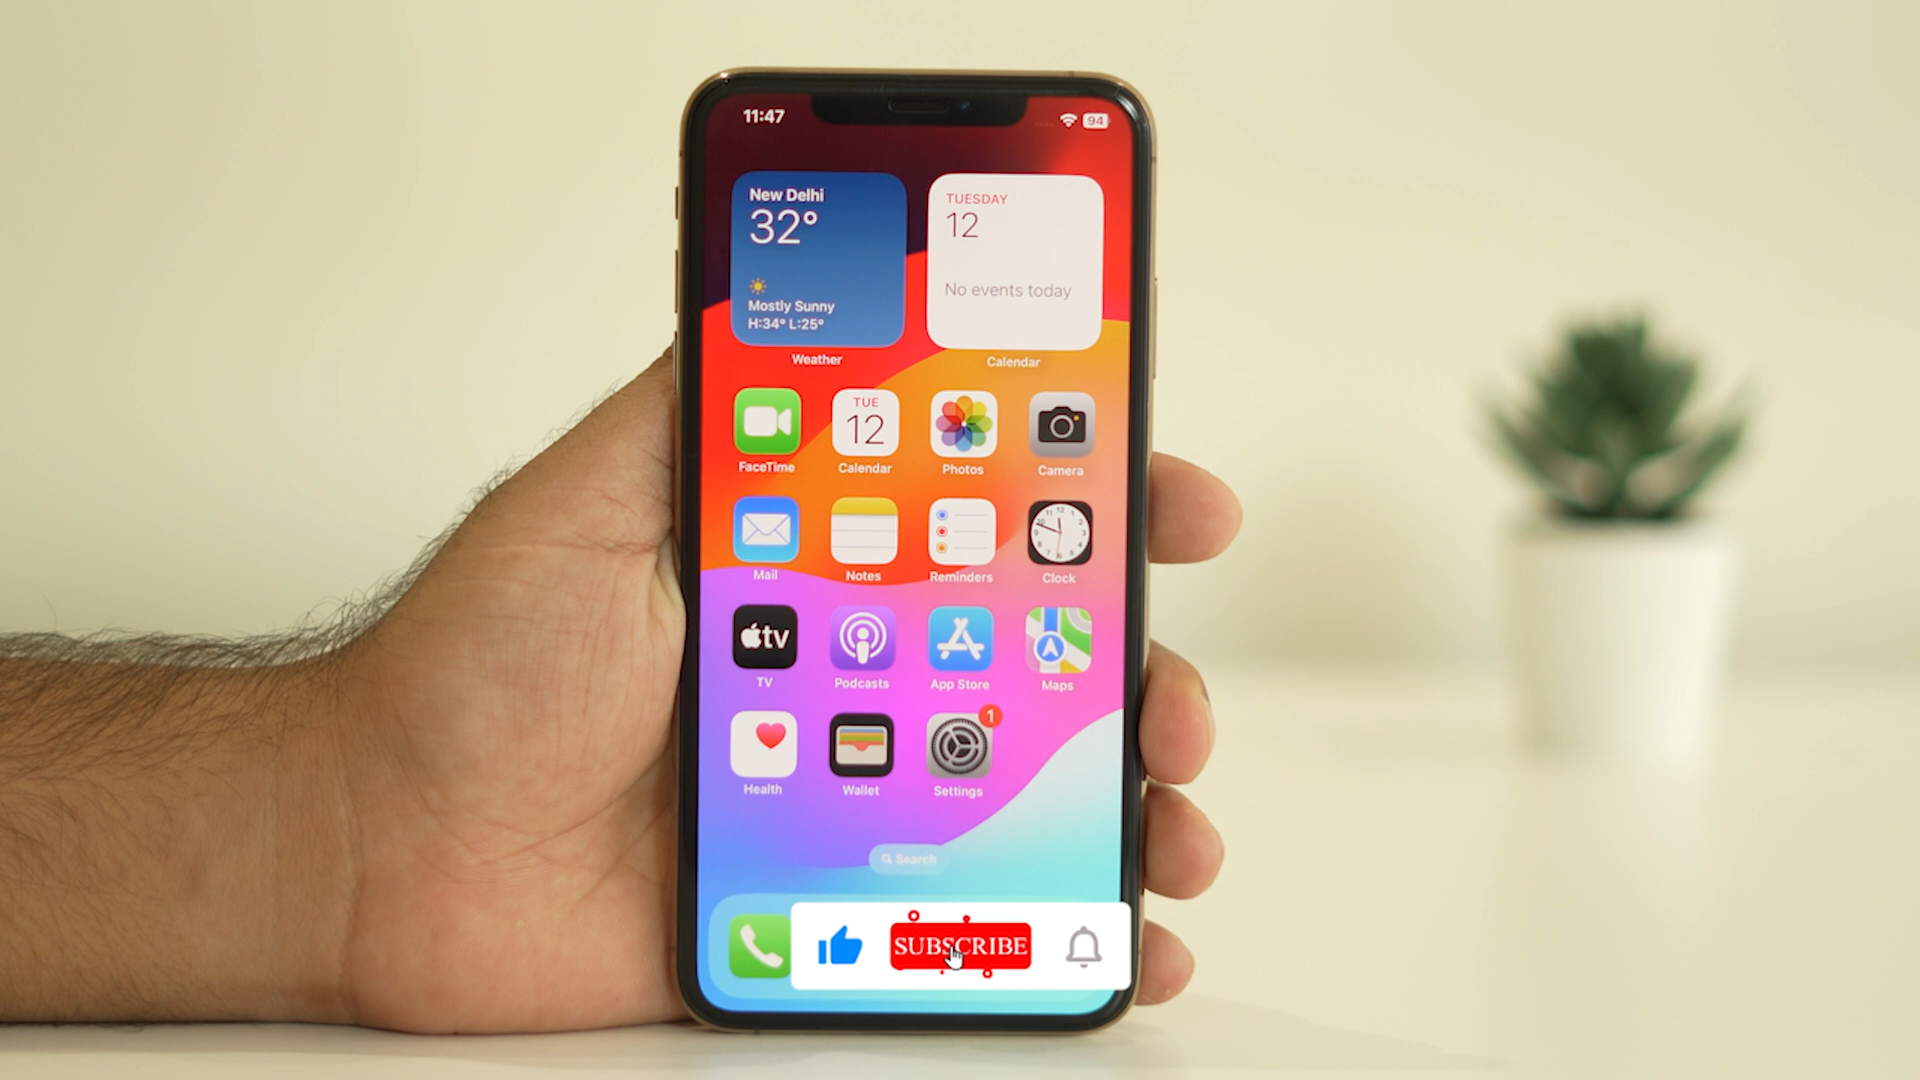 11:47
94
New Delhi
32°
Mostly Sunny
H:34° L:25°
Weather
TUESDAY
12
No events today
Calendar
FaceTime
TUE
12
Calendar
Photos
Camera
Mail
Notes
Reminders
Clock
tv
TV
Podcasts
App Store
Maps
Health
Wallet
1
Settings
Search
SUBSCRIBE